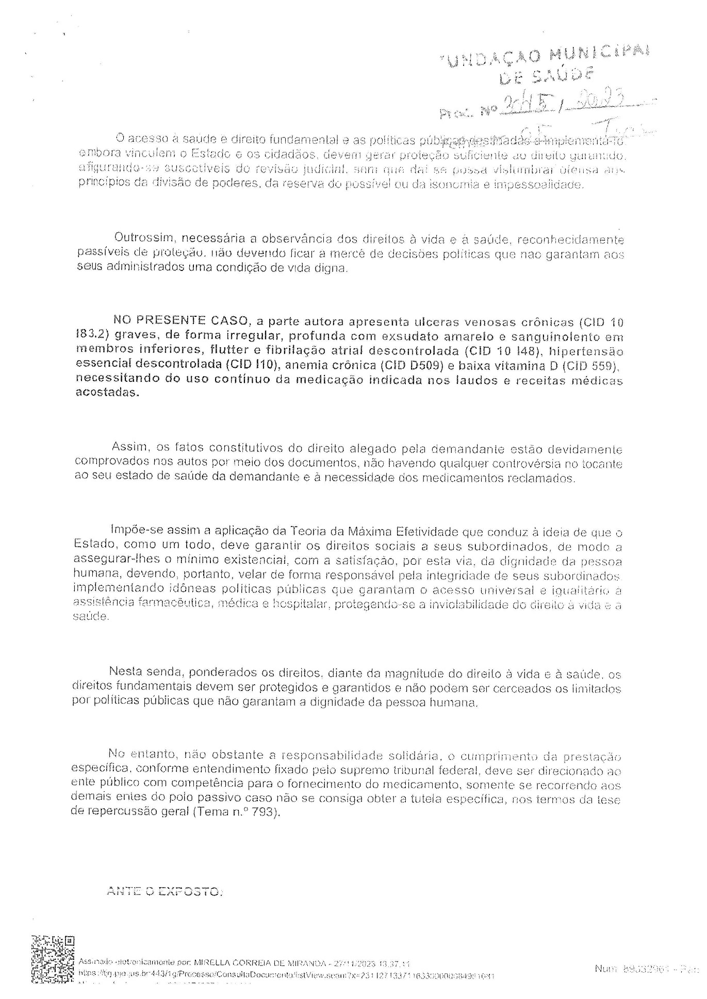 FUNDAÇÃO MUNICIPAL
DE SAÚDE
Proc. Nº /2023
O acesso à saúde é direito fundamental e as políticas públicas destinadas a implementá-lo,
embora vinculem o Estado e os cidadãos, devem gerar proteção suficiente ao direito garantido,
afigurando-se suscetíveis de revisão judicial, sem que daí se possa vislumbrar ofensa aos
princípios da divisão de poderes, da reserva do possível ou da isonomia e impessoalidade.
Outrossim, necessária a observância dos direitos à vida e à saúde, reconhecidamente
passíveis de proteção, não devendo ficar a mercê de decisões políticas que não garantam aos
seus administrados uma condição de vida digna.
NO PRESENTE CASO, a parte autora apresenta ulceras venosas crônicas (CID 10
I83.2) graves, de forma irregular, profunda com exsudato amarelo e sanguinolento em
membros inferiores, flutter e fibrilação atrial descontrolada (CID 10 I48), hipertensão
essencial descontrolada (CID I10), anemia crônica (CID D509) e baixa vitamina D (CID 559),
necessitando do uso contínuo da medicação indicada nos laudos e receitas médicas
acostadas.
Assim, os fatos constitutivos do direito alegado pela demandante estão devidamente
comprovados nos autos por meio dos documentos, não havendo qualquer controvérsia no tocante
ao seu estado de saúde da demandante e à necessidade dos medicamentos reclamados.
Impõe-se assim a aplicação da Teoria da Máxima Efetividade que conduz à ideia de que o
Estado, como um todo, deve garantir os direitos sociais a seus subordinados, de modo a
assegurar-lhes o mínimo existencial, com a satisfação, por esta via, da dignidade da pessoa
humana, devendo, portanto, velar de forma responsável pela integridade de seus subordinados
implementando idôneas políticas públicas que garantam o acesso universal e igualitário à
assistência farmacêutica, médica e hospitalar, protegendo-se a inviolabilidade do direito à vida e à
saúde.
Nesta senda, ponderados os direitos, diante da magnitude do direito à vida e à saúde, os
direitos fundamentais devem ser protegidos e garantidos e não podem ser cerceados os limitados
por políticas públicas que não garantam a dignidade da pessoa humana.
No entanto, não obstante a responsabilidade solidária, o cumprimento da prestação
específica, conforme entendimento fixado pelo supremo tribunal federal, deve ser direcionado ao
ente público com competência para o fornecimento do medicamento, somente se recorrendo aos
demais entes do polo passivo caso não se consiga obter a tutela específica, nos termos da tese
de repercussão geral (Tema n.º 793).
ANTE O EXPOSTO:
Assinado eletronicamente por: MIRELLA CORREIA DE MIRANDA - 27/11/2023 13:37:11
Num.